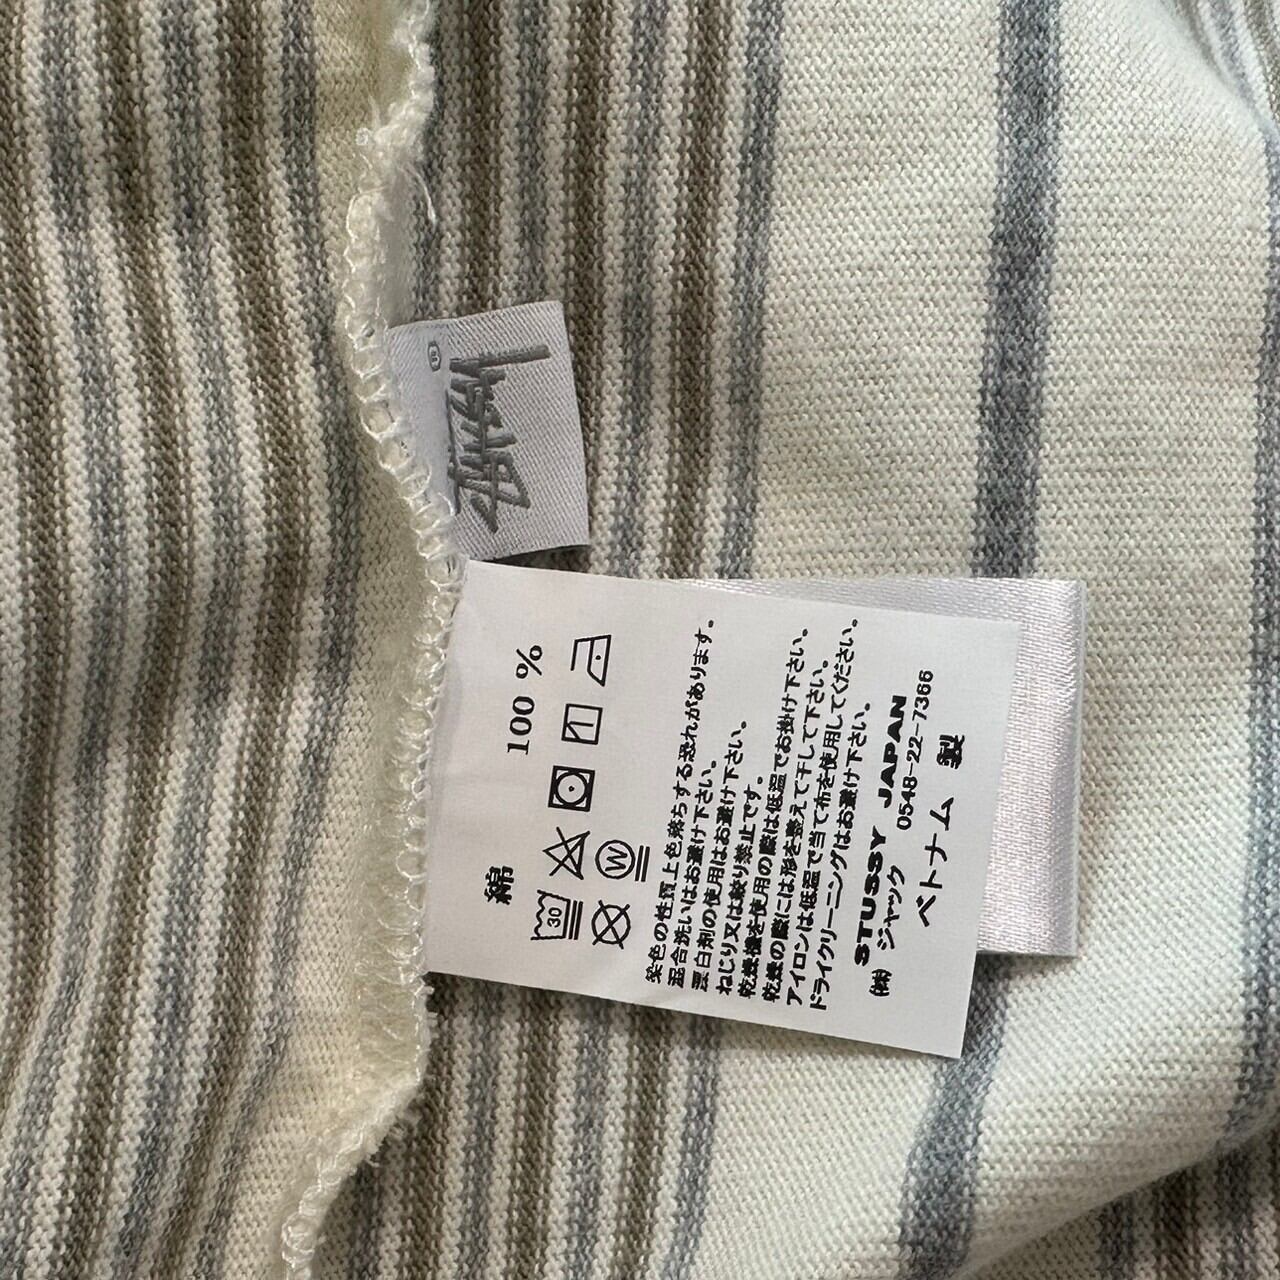 STUSSY
®
綿 100 %
30
W
染色の性質上色落ちする恐れがあります。
混合洗いはお避け下さい。
漂白剤の使用はお避け下さい。
ねじり又は絞り禁止です。
乾燥機を使用の際は低温でお掛け下さい。
乾燥の際には形を整えて干して下さい。
アイロンは低温で当て布を使用してください。
ドライクリーニングはお避け下さい。
STUSSY JAPAN
(株) ジャック 0548-22-7366
ベトナム 製